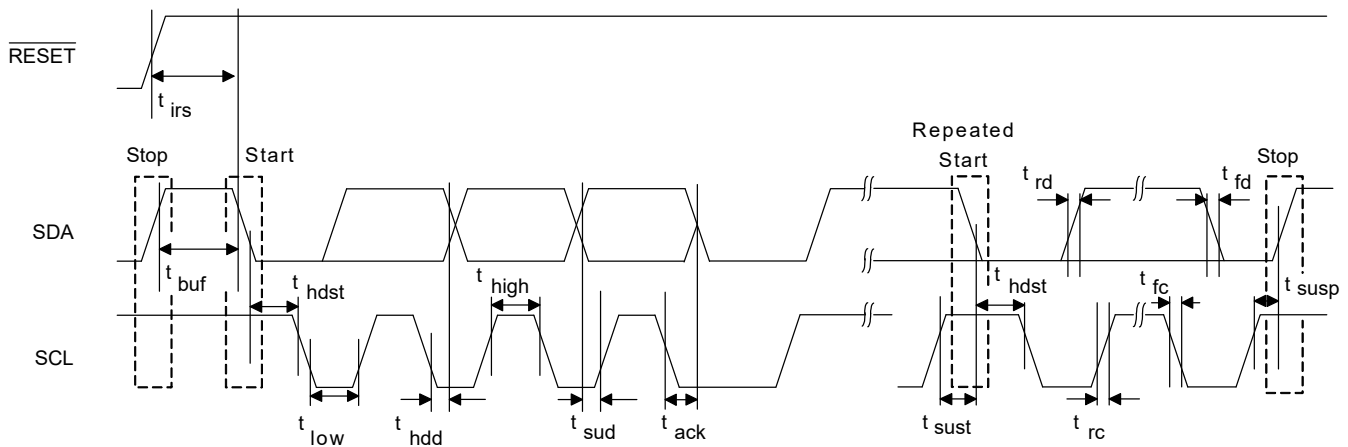 RESET
t irs
Repeated
Stop
Start
Start
Stop
t rd
t fd
SDA
t buf
t hdst
t high
t hdst
t fc
t susp
SCL
t low
t hdd
t sud
t ack
t sust
t rc